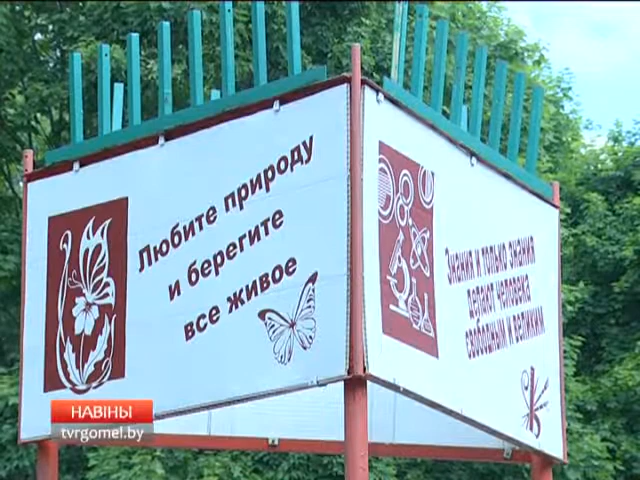 Любите природу
и берегите
все живое
Знания и только знания
делают человека
свободным и великим
НАВІНЫ
tvrgomel.by